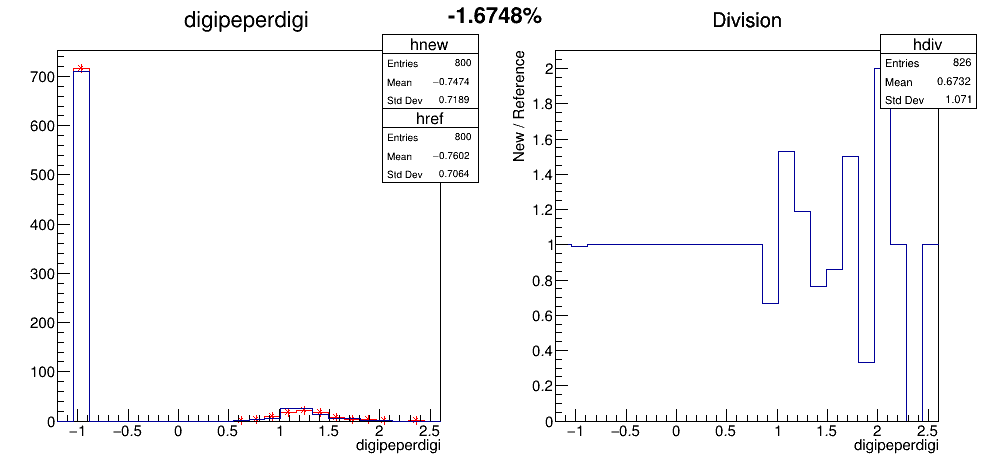 digipeperdigi
-1.6748%
Division
hnew
Entries 800
Mean −0.7474
Std Dev 0.7189
href
Entries 800
Mean −0.7602
Std Dev 0.7064
700
600
500
400
300
200
100
0
−1 −0.5 0 0.5 1 1.5 2 2.5
digipeperdigi
hdiv
Entries 826
Mean 0.6732
Std Dev 1.071
New / Reference
2
1.8
1.6
1.4
1.2
1
0.8
0.6
0.4
0.2
0
−1 −0.5 0 0.5 1 1.5 2 2.5
digipeperdigi